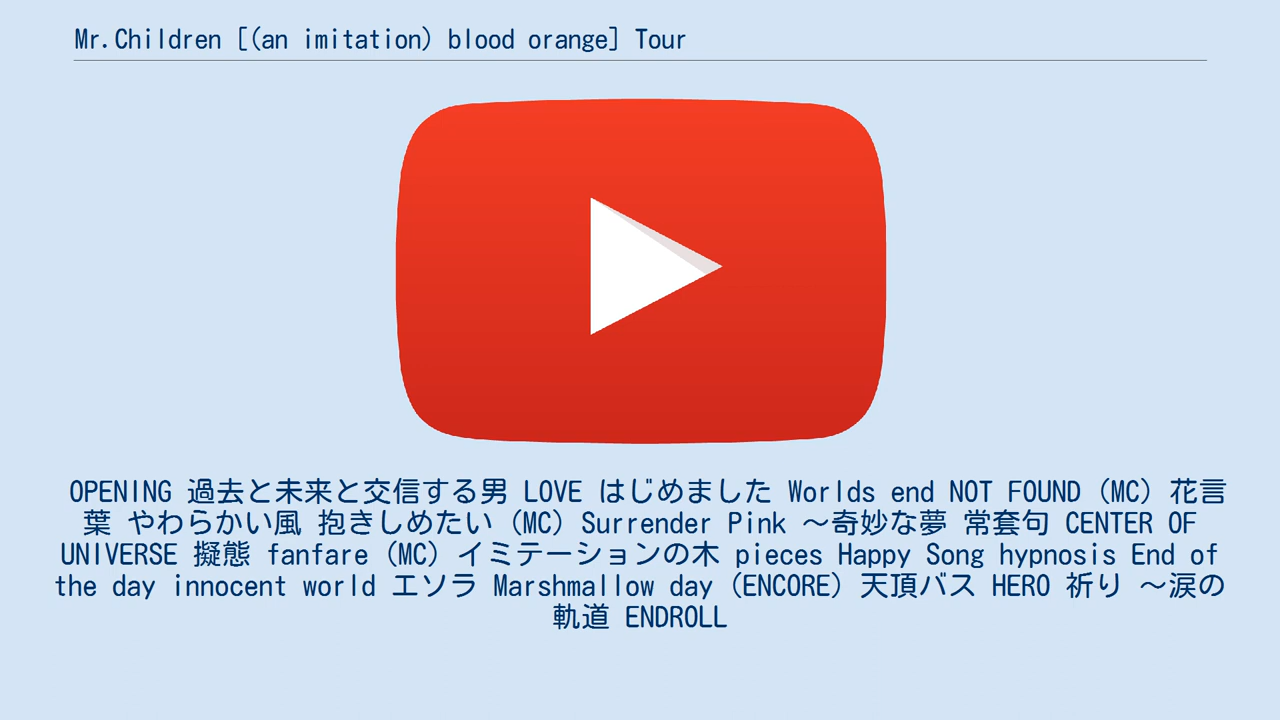 Mr.Children [(an imitation) blood orange] Tour
OPENING 過去と未来と交信する男 LOVE はじめました Worlds end NOT FOUND (MC) 花言
葉 やわらかい風 抱きしめたい (MC) Surrender Pink ～奇妙な夢 常套句 CENTER OF
UNIVERSE 擬態 fanfare (MC) イミテーションの木 pieces Happy Song hypnosis End of
the day innocent world エソラ Marshmallow day (ENCORE) 天頂バス HERO 祈り ～涙の
軌道 ENDROLL